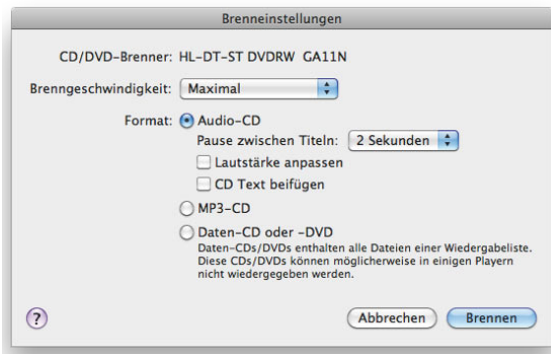 Brenneinstellungen
CD/DVD-Brenner: HL-DT-ST DVDRW GA11N
Brenngeschwindigkeit: Maximal
Format: Audio-CD
Pause zwischen Titeln: 2 Sekunden
Lautstärke anpassen
CD Text beifügen
MP3-CD
Daten-CD oder -DVD
Daten-CDs/DVDs enthalten alle Dateien einer Wiedergabeliste.
Diese CDs/DVDs können möglicherweise in einigen Playern
nicht wiedergegeben werden.
? Abbrechen Brennen